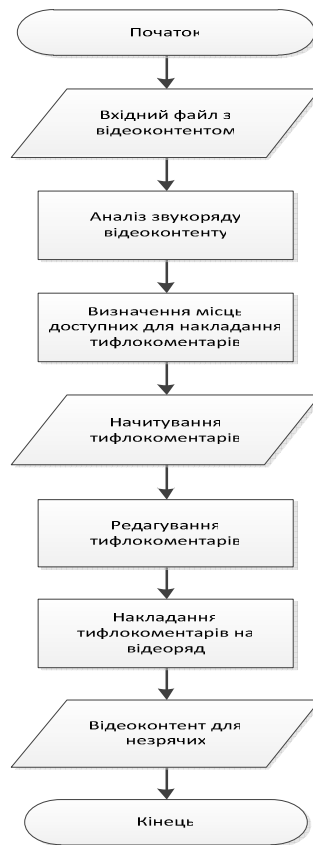 Початок
Вхідний файл з
відеоконтентом
Аналіз звукоряду
відеоконтенту
Визначення місць
доступних для накладання
тифлокоментарів
Начитування
тифлокоментарів
Редагування
тифлокоментарів
Накладання
тифлокоментарів на
відеоряд
Відеоконтент для
незрячих
Кінець